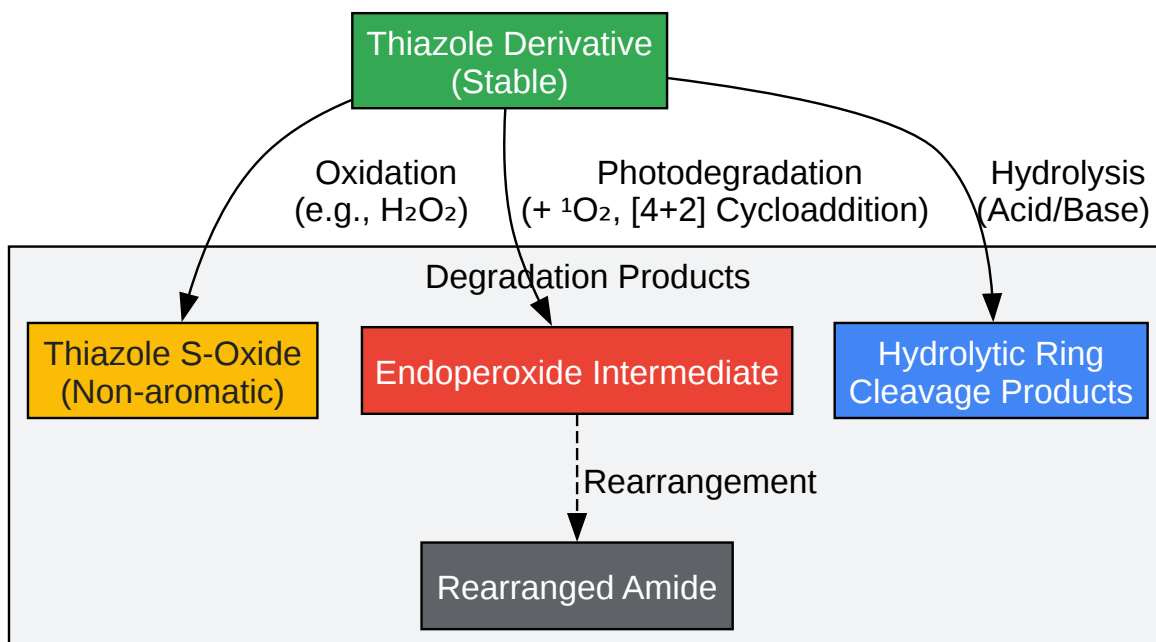 Thiazole Derivative
(Stable)
Oxidation
(e.g., H₂O₂)
Photodegradation
(+ ¹O₂, [4+2] Cycloaddition)
Hydrolysis
(Acid/Base)
Degradation Products
Thiazole S-Oxide
(Non-aromatic)
Endoperoxide Intermediate
Hydrolytic Ring
Cleavage Products
Rearrangement
Rearranged Amide